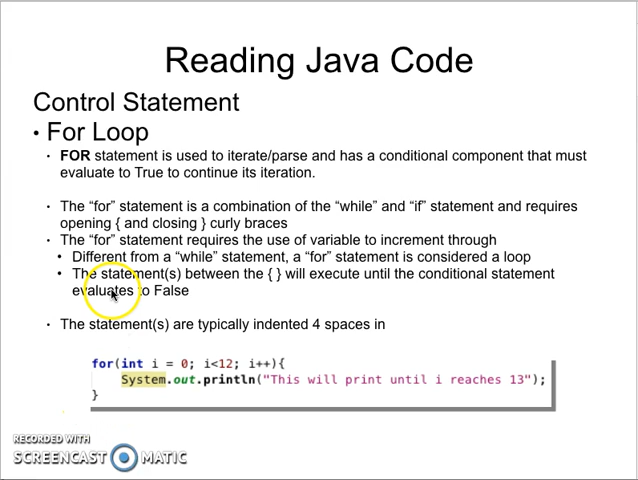 Reading Java Code
Control Statement
• For Loop
• FOR statement is used to iterate/parse and has a conditional component that must
evaluate to True to continue its iteration.
• The “for” statement is a combination of the “while” and “if” statement and requires
opening { and closing } curly braces
• The “for” statement requires the use of variable to increment through
• Different from a “while” statement, a “for” statement is considered a loop
• The statement(s) between the { } will execute until the conditional statement
evaluates to False
• The statement(s) are typically indented 4 spaces in
for(int i = 0; i<12; i++){
System.out.println("This will print until i reaches 13");
}
RECORDED WITH
SCREENCAST MATIC